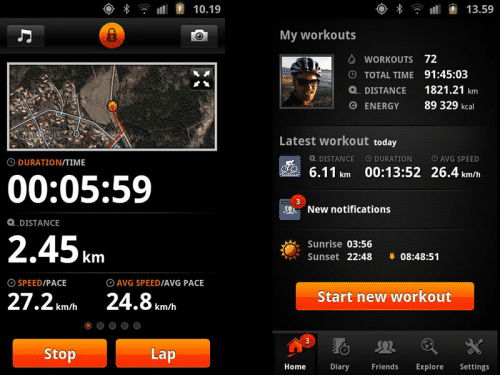 10.19
DURATION/TIME
00:05:59
DISTANCE
2.45 km
SPEED/PACE
AVG SPEED/AVG PACE
27.2 km/h
24.8 km/h
Stop
Lap
13.59
My workouts
WORKOUTS 72
TOTAL TIME 91:45:03
DISTANCE 1821.21 km
ENERGY 89 329 kcal
Latest workout today
DISTANCE DURATION AVG SPEED
6.11 km 00:13:52 26.4 km/h
3
New notifications
Sunrise 03:56
Sunset 22:48 08:48:51
Start new workout
3
Home Diary Friends Explore Settings